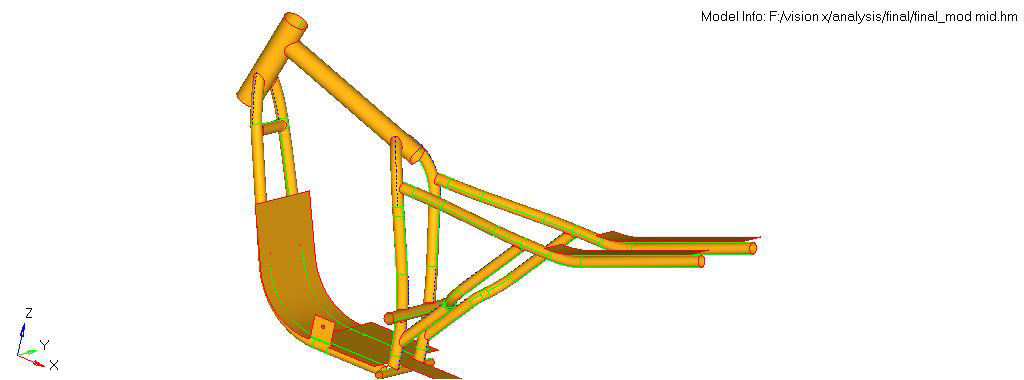 Model Info: F:/vision x/analysis/final/final_mod mid.hm
Z
Y
X